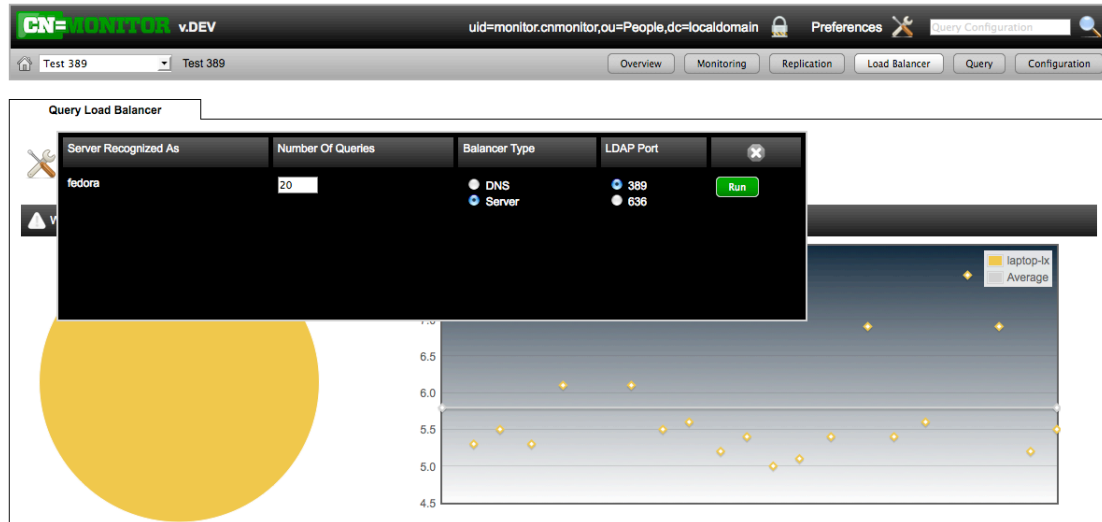 CN=MONITOR v.DEV
uid=monitor.cnmonitor,ou=People,dc=localdomain Preferences Query Configuration
Test 389 Test 389 Overview Monitoring Replication Load Balancer Query Configuration
Query Load Balancer
Server Recognized As Number Of Queries Balancer Type LDAP Port
fedora 20 DNS 389 Run
Server 636
laptop-lx
Average
6.5
6.0
5.5
5.0
4.5